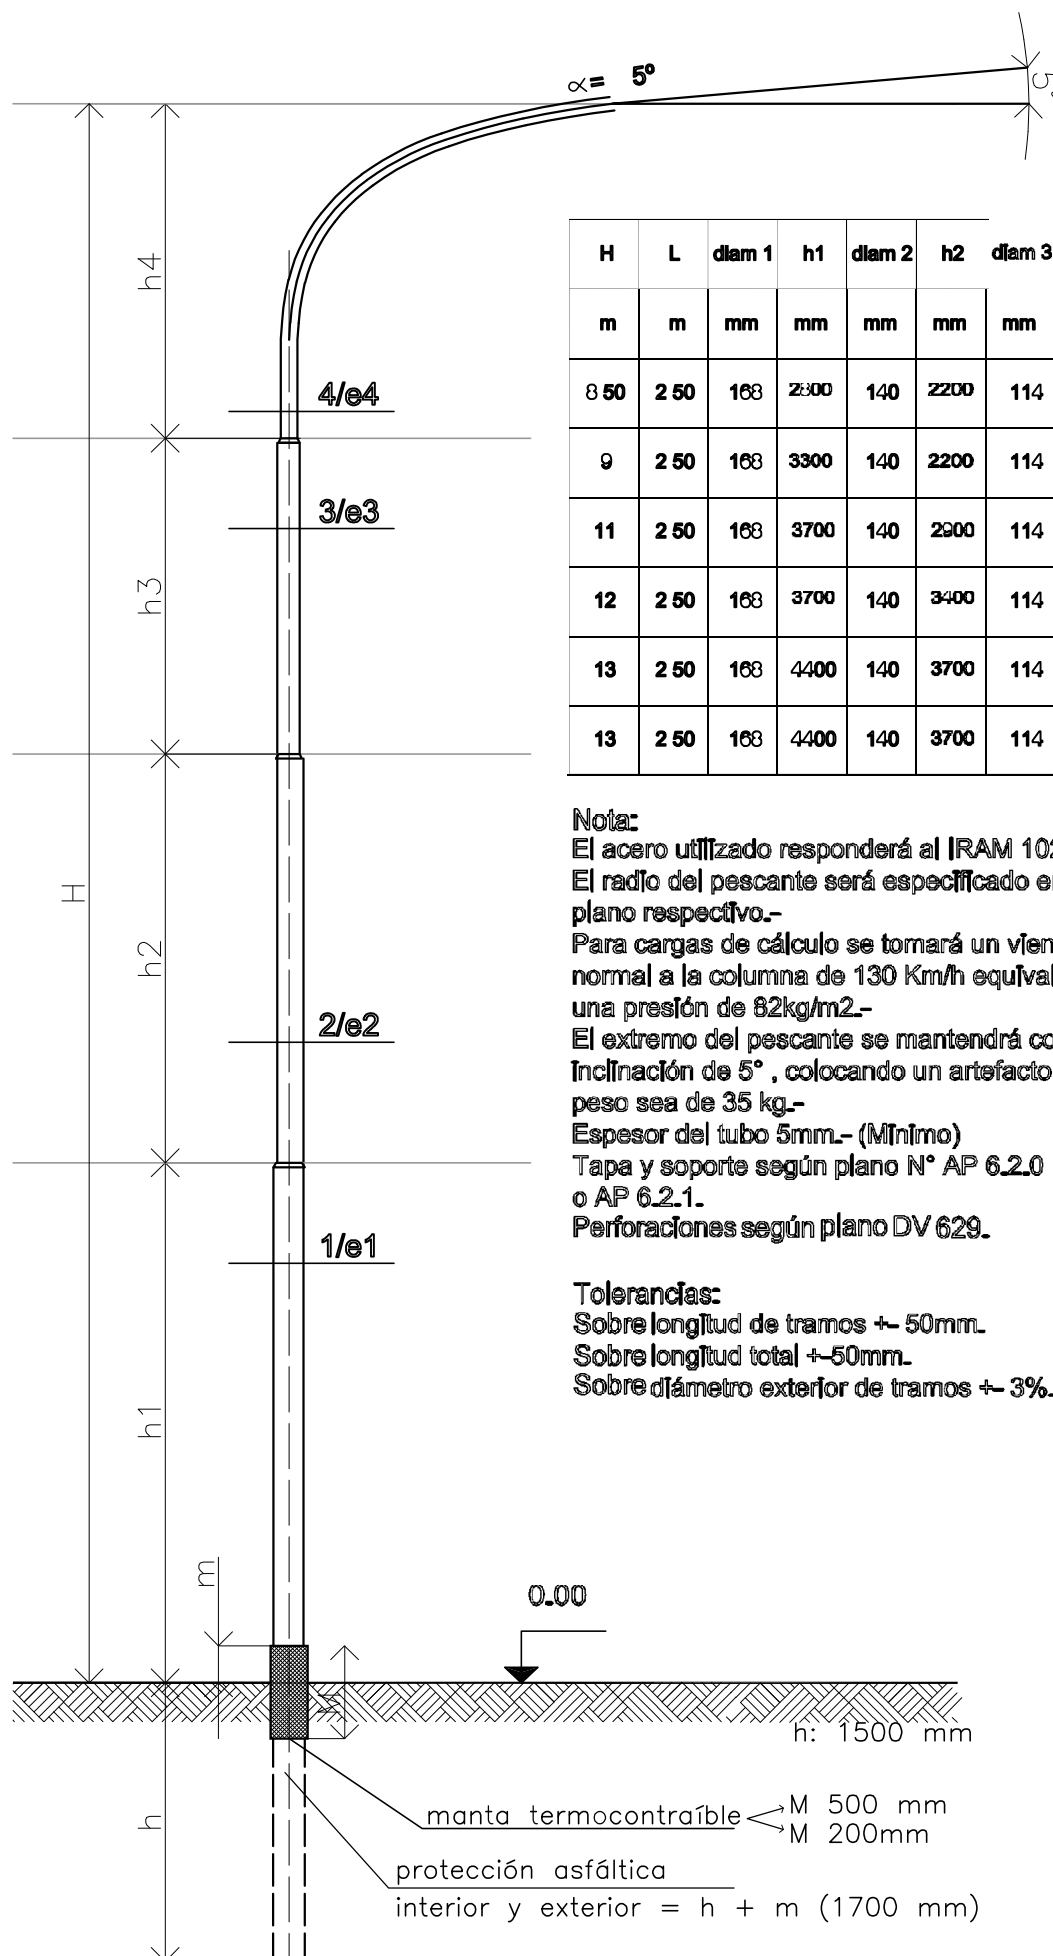 α= 5º
5°
H L diam 1 h1 diam 2 h2 diam 3
m m mm mm mm mm mm
8 50 2 50 168 2800 140 2200 114
9 2 50 168 3300 140 2200 114
11 2 50 168 3700 140 2900 114
12 2 50 168 3700 140 3400 114
13 2 50 168 4400 140 3700 114
13 2 50 168 4400 140 3700 114
h4
4/e4
3/e3
h3
H
h2
2/e2
1/e1
h1
m
M
h
Nota:
El acero utilizado responderá al IRAM 102
El radio del pescante será especificado en
plano respectivo.-
Para cargas de cálculo se tomará un vien
normal a la columna de 130 Km/h equival
una presión de 82kg/m2.-
El extremo del pescante se mantendrá co
inclinación de 5° , colocando un artefacto
peso sea de 35 kg.-
Espesor del tubo 5mm.- (Mínimo)
Tapa y soporte según plano N° AP 6.2.0
o AP 6.2.1.
Perforaciones según plano DV 629.
Tolerancias:
Sobre longitud de tramos +- 50mm.
Sobre longitud total +-50mm.
Sobre diámetro exterior de tramos +- 3%.
0.00
h: 1500 mm
manta termocontraíble
M 500 mm
M 200mm
protección asfáltica
interior y exterior = h + m (1700 mm)